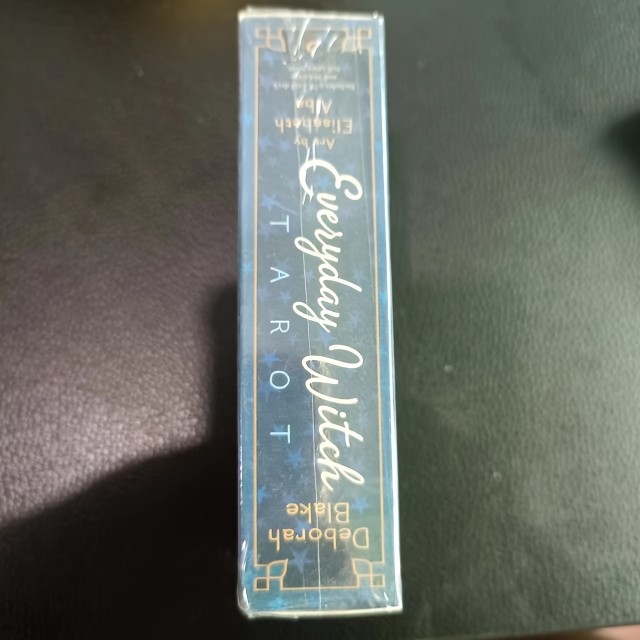 Deborah
Blake
Everyday Witch
TAROT
Art by
Elisabeth
Alba